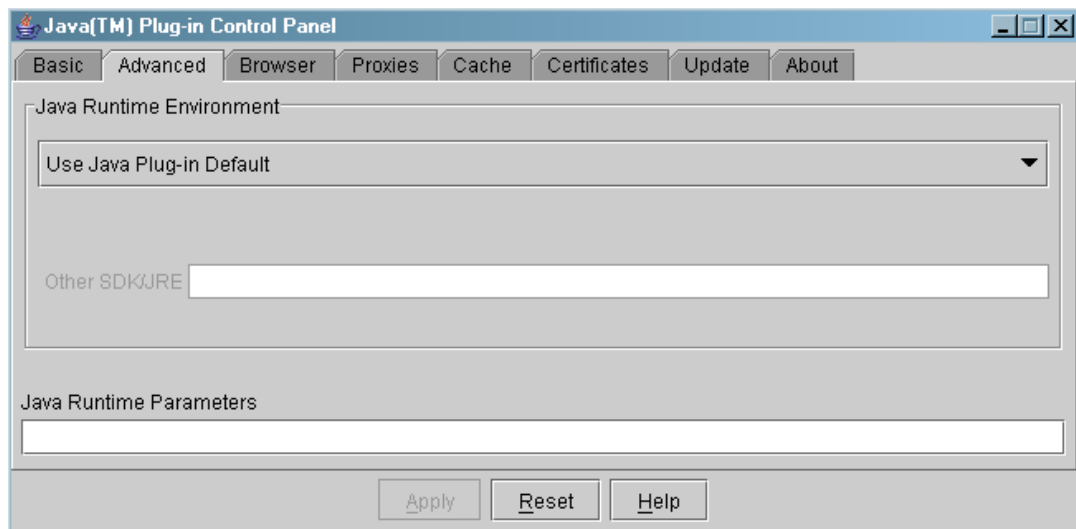 Java(TM) Plug-in Control Panel
Basic Advanced Browser Proxies Cache Certificates Update About
Java Runtime Environment
Use Java Plug-in Default
Other SDK/JRE
Java Runtime Parameters
Apply Reset Help